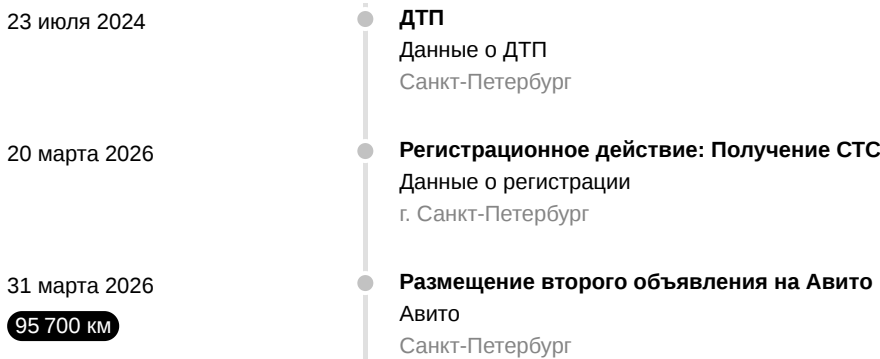 23 июля 2024
ДТП
Данные о ДТП
Санкт-Петербург
20 марта 2026
Регистрационное действие: Получение СТС
Данные о регистрации
г. Санкт-Петербург
31 марта 2026
95 700 км
Размещение второго объявления на Авито
Авито
Санкт-Петербург